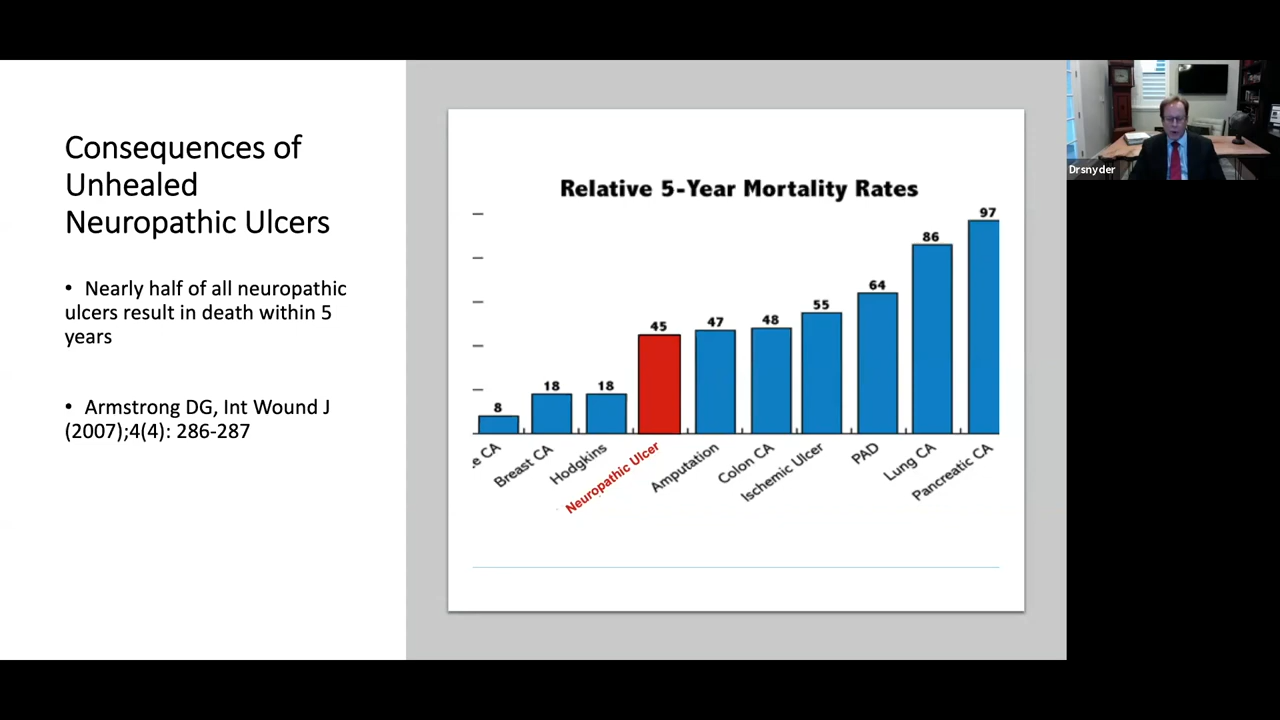 Consequences of
Unhealed
Neuropathic Ulcers
• Nearly half of all neuropathic
ulcers result in death within 5
years
• Armstrong DG, Int Wound J
(2007);4(4): 286-287
Relative 5-Year Mortality Rates
8
18
18
45
47
48
55
64
86
97
e CA
Breast CA
Hodgkins
Neuropathic Ulcer
Amputation
Colon CA
Ischemic Ulcer
PAD
Lung CA
Pancreatic CA
Drsnyder